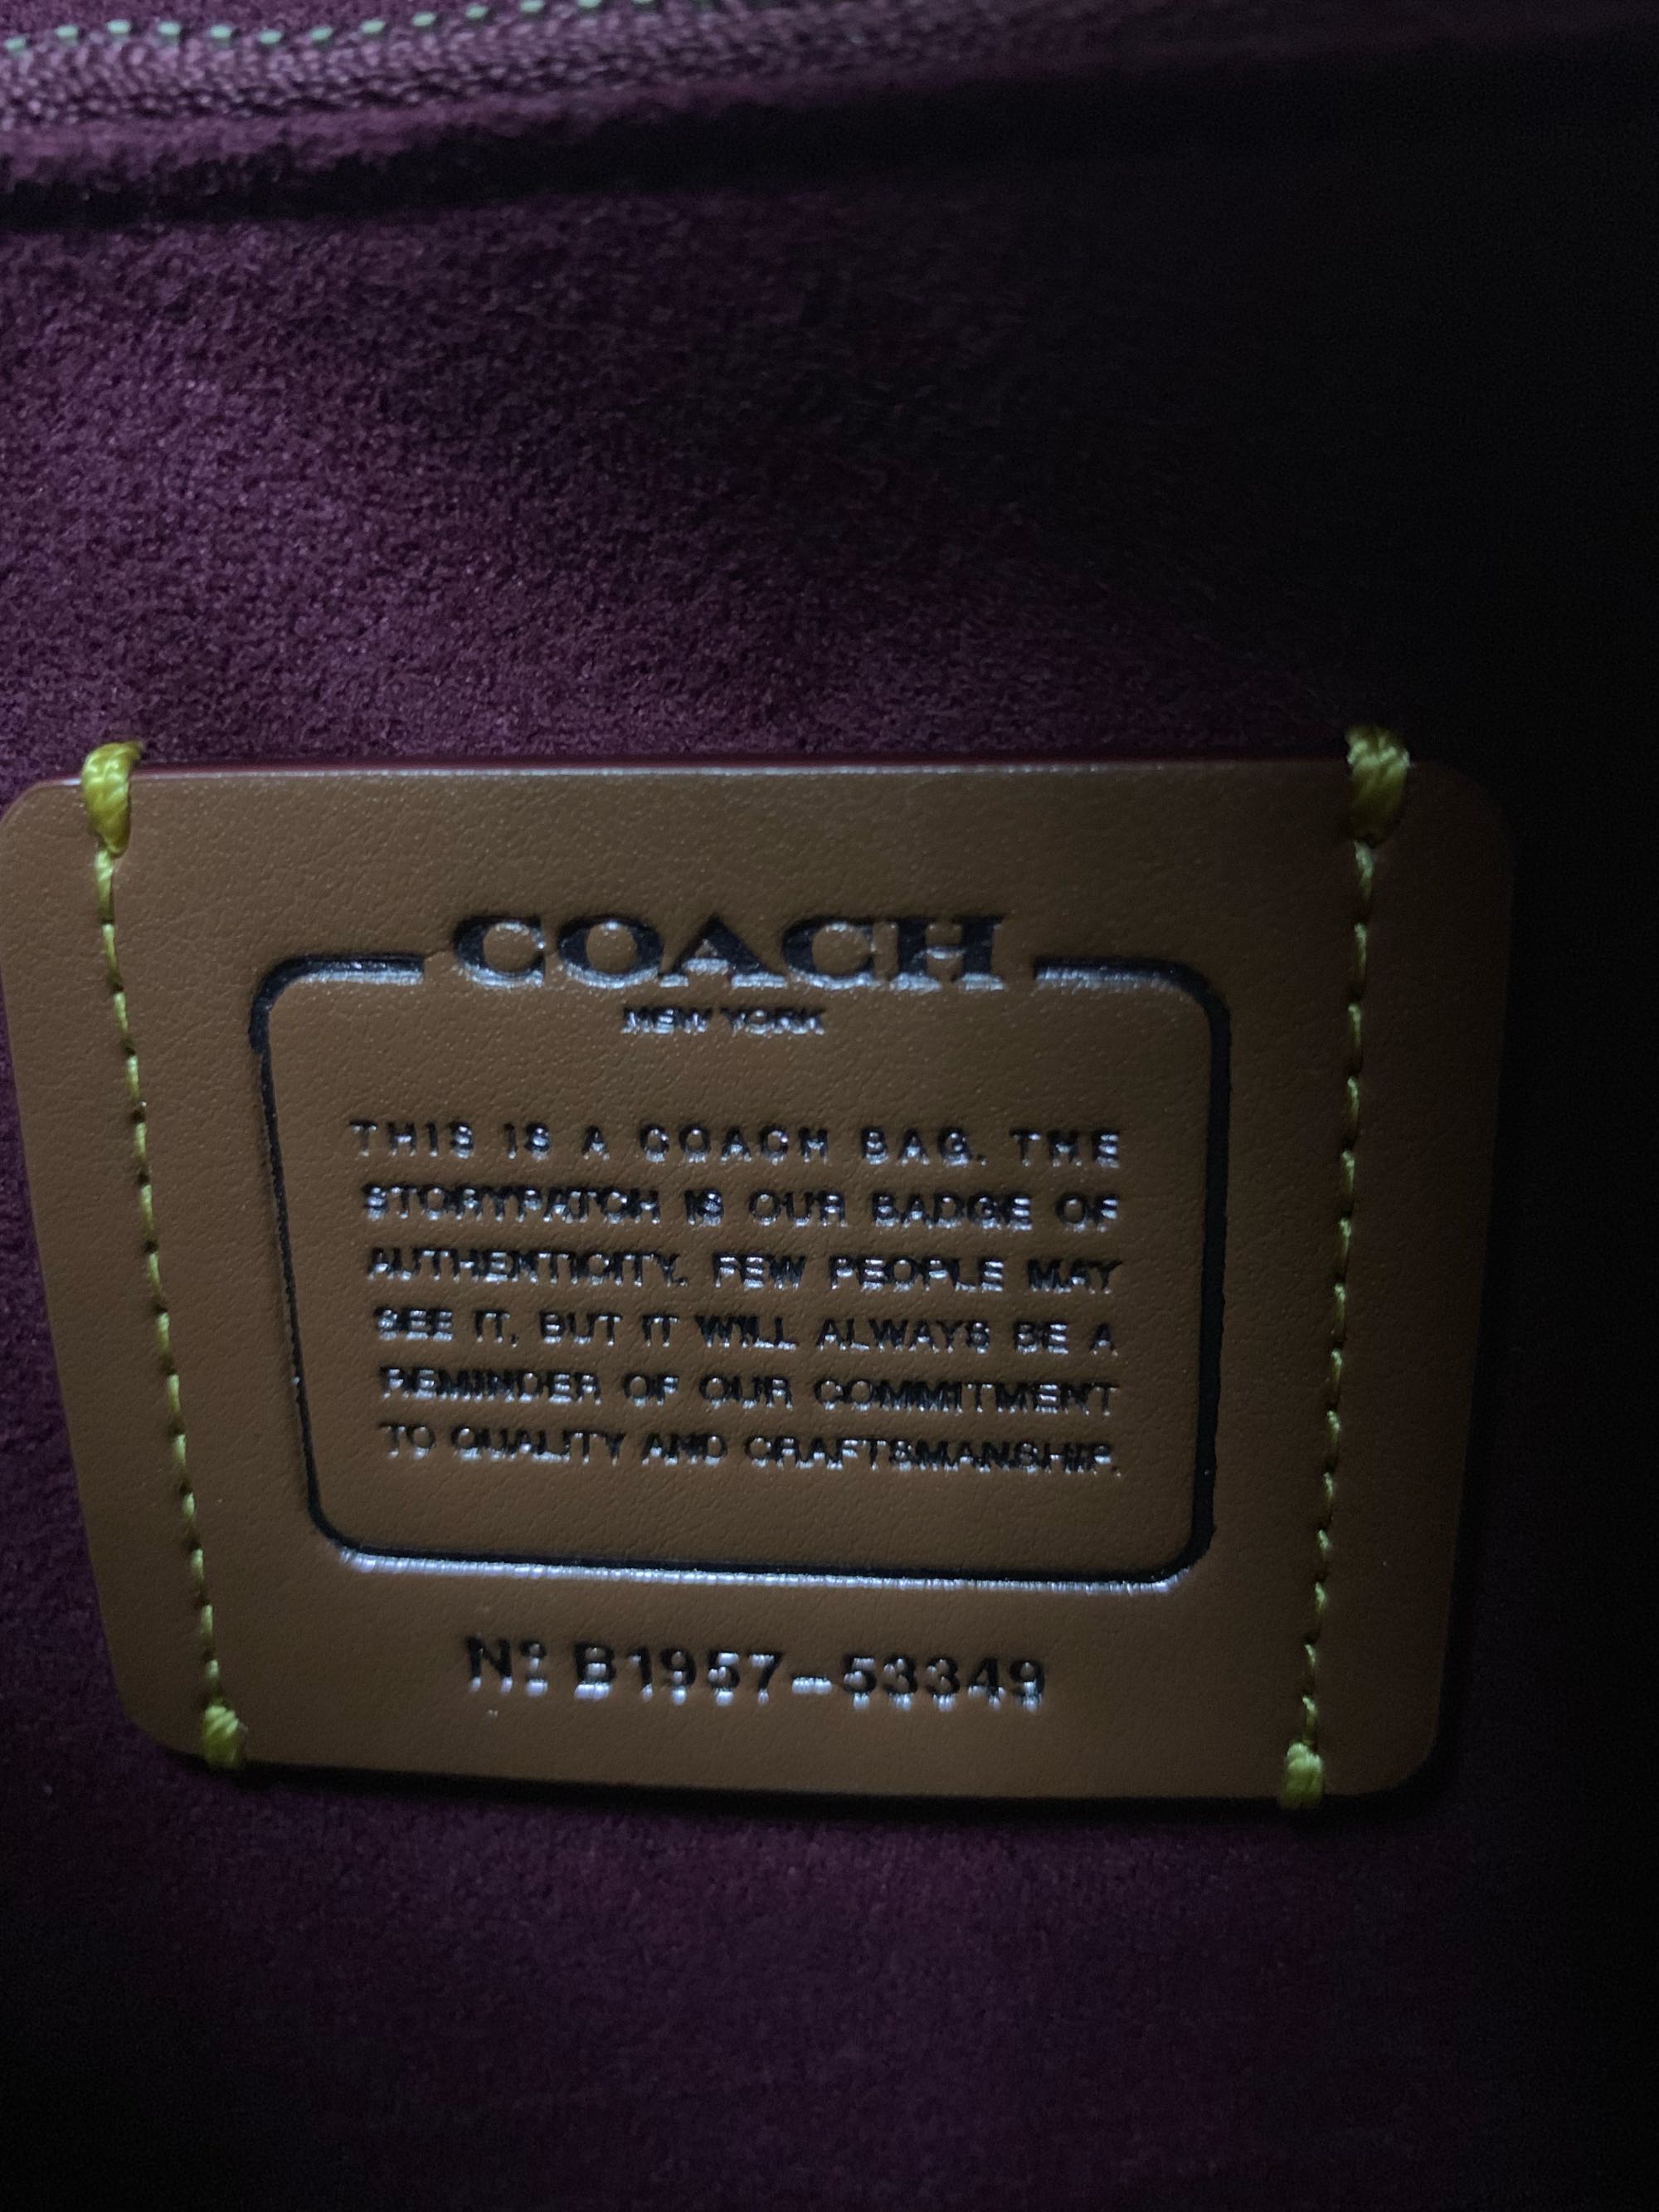 COACH
NEW YORK
THIS IS A COACH BAG. THE
STORYPATCH IS OUR BADGE OF
AUTHENTICITY. FEW PEOPLE MAY
SEE IT, BUT IT WILL ALWAYS BE A
REMINDER OF OUR COMMITMENT
TO QUALITY AND CRAFTSMANSHIP.
Nº B1957-53349